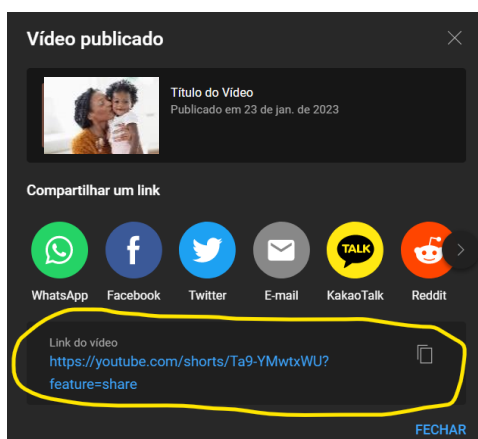 Vídeo publicado
Título do Vídeo
Publicado em 23 de jan. de 2023
Compartilhar um link
TALK
WhatsApp Facebook Twitter E-mail KakaoTalk Reddit
Link do vídeo
https://youtube.com/shorts/Ta9-YMwtxWU?
feature=share
FECHAR